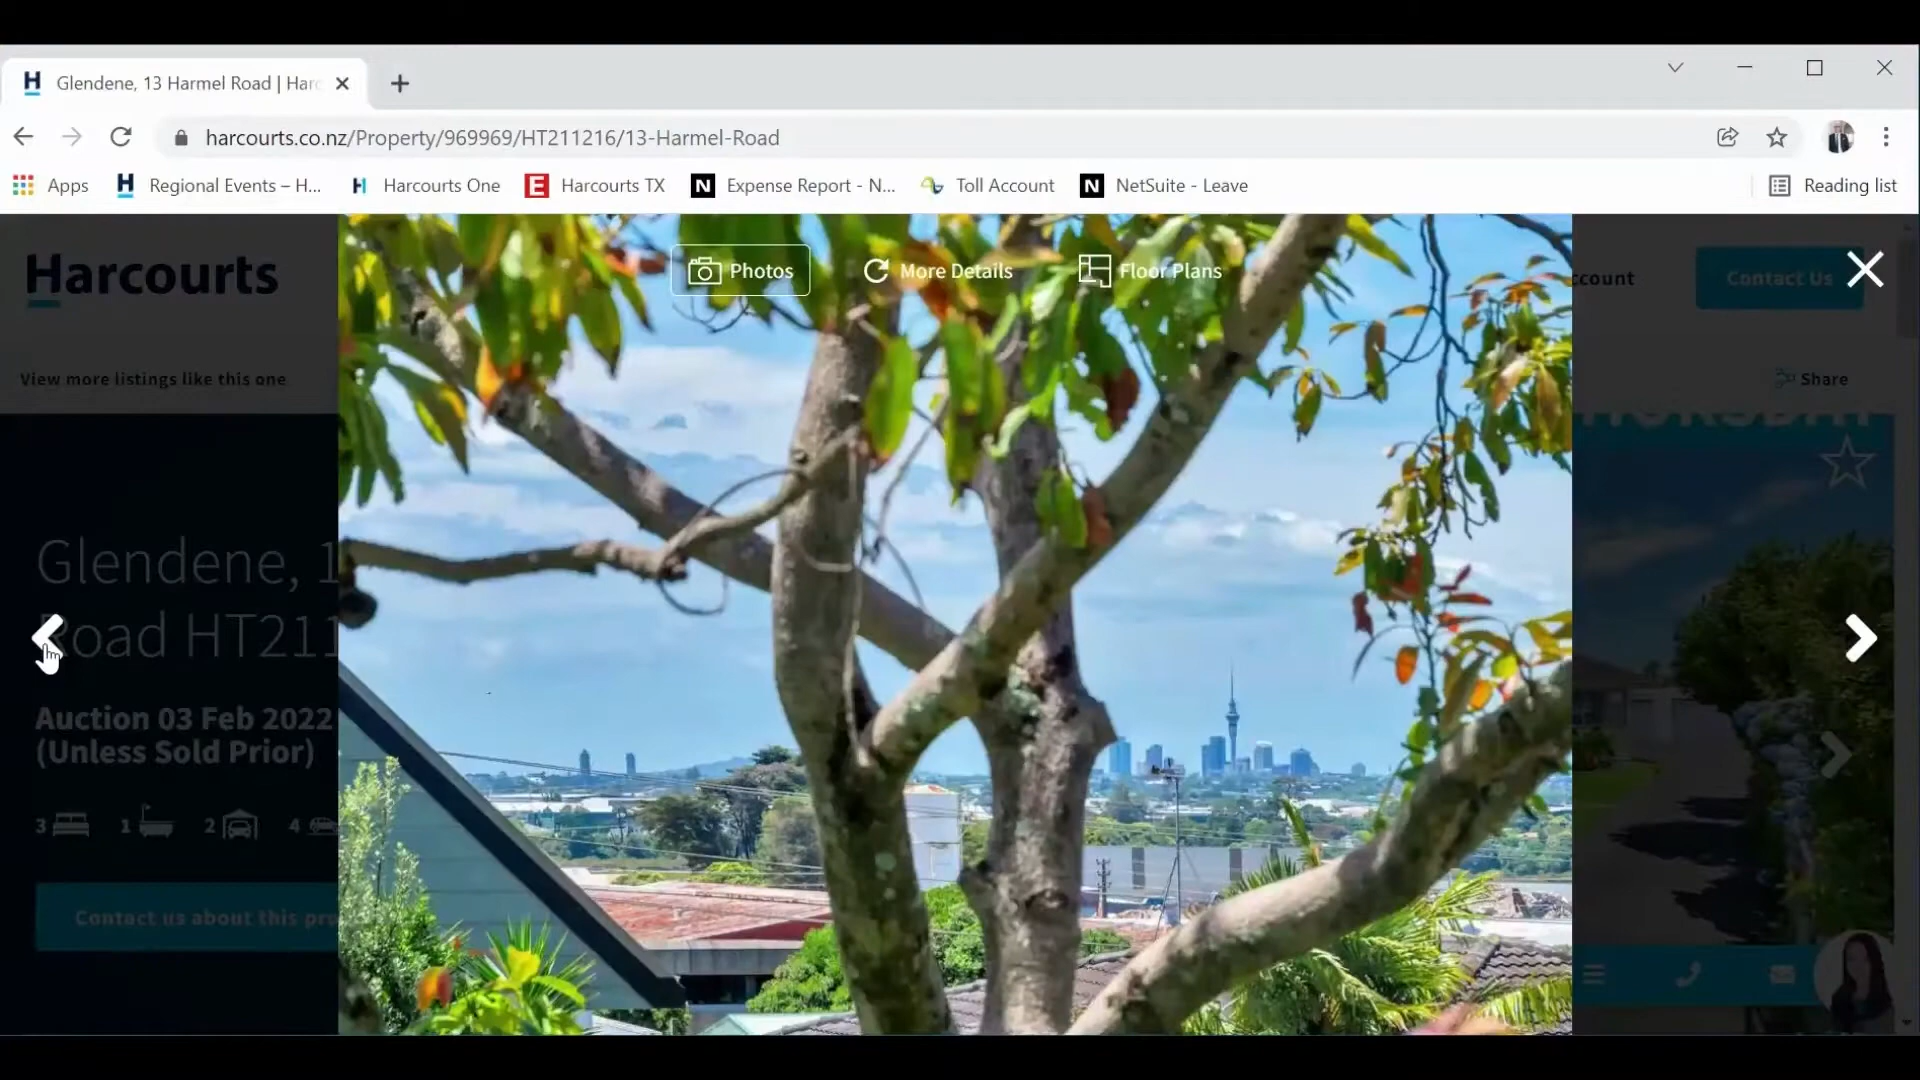 Glendene, 13 Harmel Road | Harc
harcourts.co.nz/Property/969969/HT211216/13-Harmel-Road
Apps
Regional Events – H...
Harcourts One
Harcourts TX
Expense Report - N...
Toll Account
NetSuite - Leave
Reading list
Harcourts
Photos
More Details
Floor Plans
ccount
Contact Us
View more listings like this one
Share
Glendene, 1
Road HT211
Auction 03 Feb 2022
(Unless Sold Prior)
3 1 2 4
Contact us about this pro